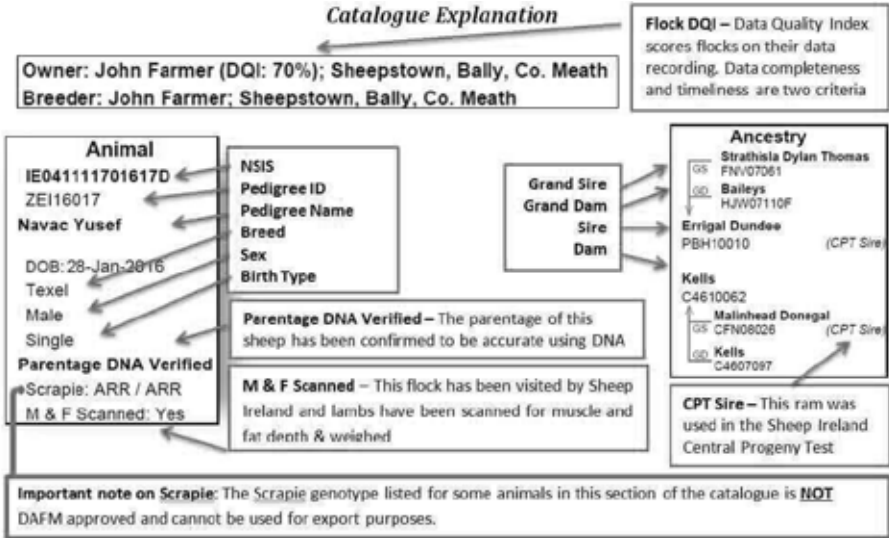 Catalogue Explanation
Flock DQI – Data Quality Index
scores flocks on their data
recording. Data completeness
and timeliness are two criteria
Owner: John Farmer (DQI: 70%); Sheepstown, Bally, Co. Meath
Breeder: John Farmer; Sheepstown, Bally, Co. Meath
Animal
IE041111701617D
ZEI16017
Navac Yusef
DOB: 28-Jan-2016
Texel
Male
Single
Parentage DNA Verified
Scrapie: ARR / ARR
M & F Scanned: Yes
NSIS
Pedigree ID
Pedigree Name
Breed
Sex
Birth Type
Parentage DNA Verified – The parentage of this
sheep has been confirmed to be accurate using DNA
M & F Scanned – This flock has been visited by Sheep
Ireland and lambs have been scanned for muscle and
fat depth & weighed
Grand Sire
Grand Dam
Sire
Dam
Ancestry
Strathisla Dylan Thomas
GS FNV07061
GD Baileys
HJW07110F
Errigal Dundee
PBH10010 (CPT Sire)
Kells
C4610062
Malinhead Donegal
GS CFN08026 (CPT Sire)
GD Kells
C4607097
CPT Sire – This ram was
used in the Sheep Ireland
Central Progeny Test
Important note on Scrapie: The Scrapie genotype listed for some animals in this section of the catalogue is NOT
DAFM approved and cannot be used for export purposes.